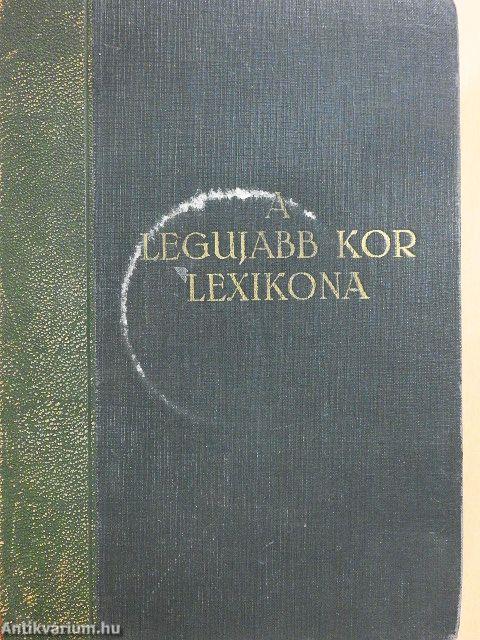 A
LEGUJABB KOR
LEXIKONA
Antikvarium.hu